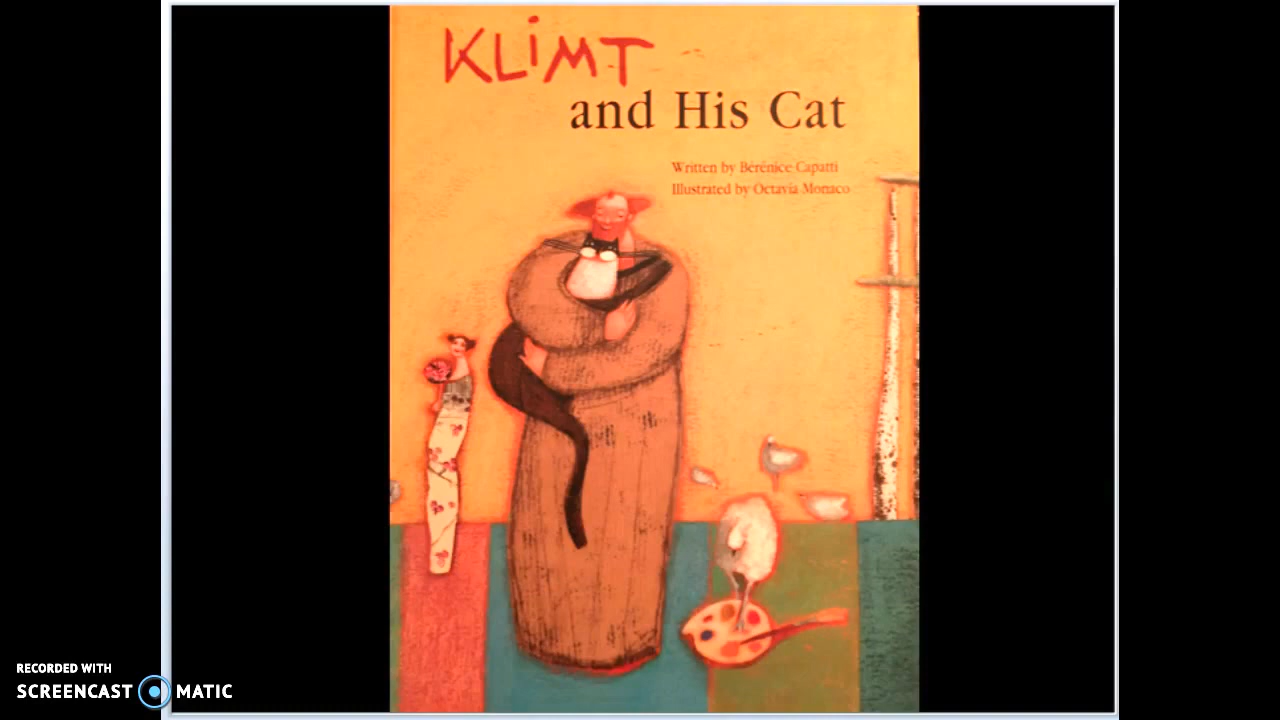 KLiMT
and His Cat
Written by Bérénice Capatti
Illustrated by Octavia Monaco
RECORDED WITH
SCREENCAST MATIC